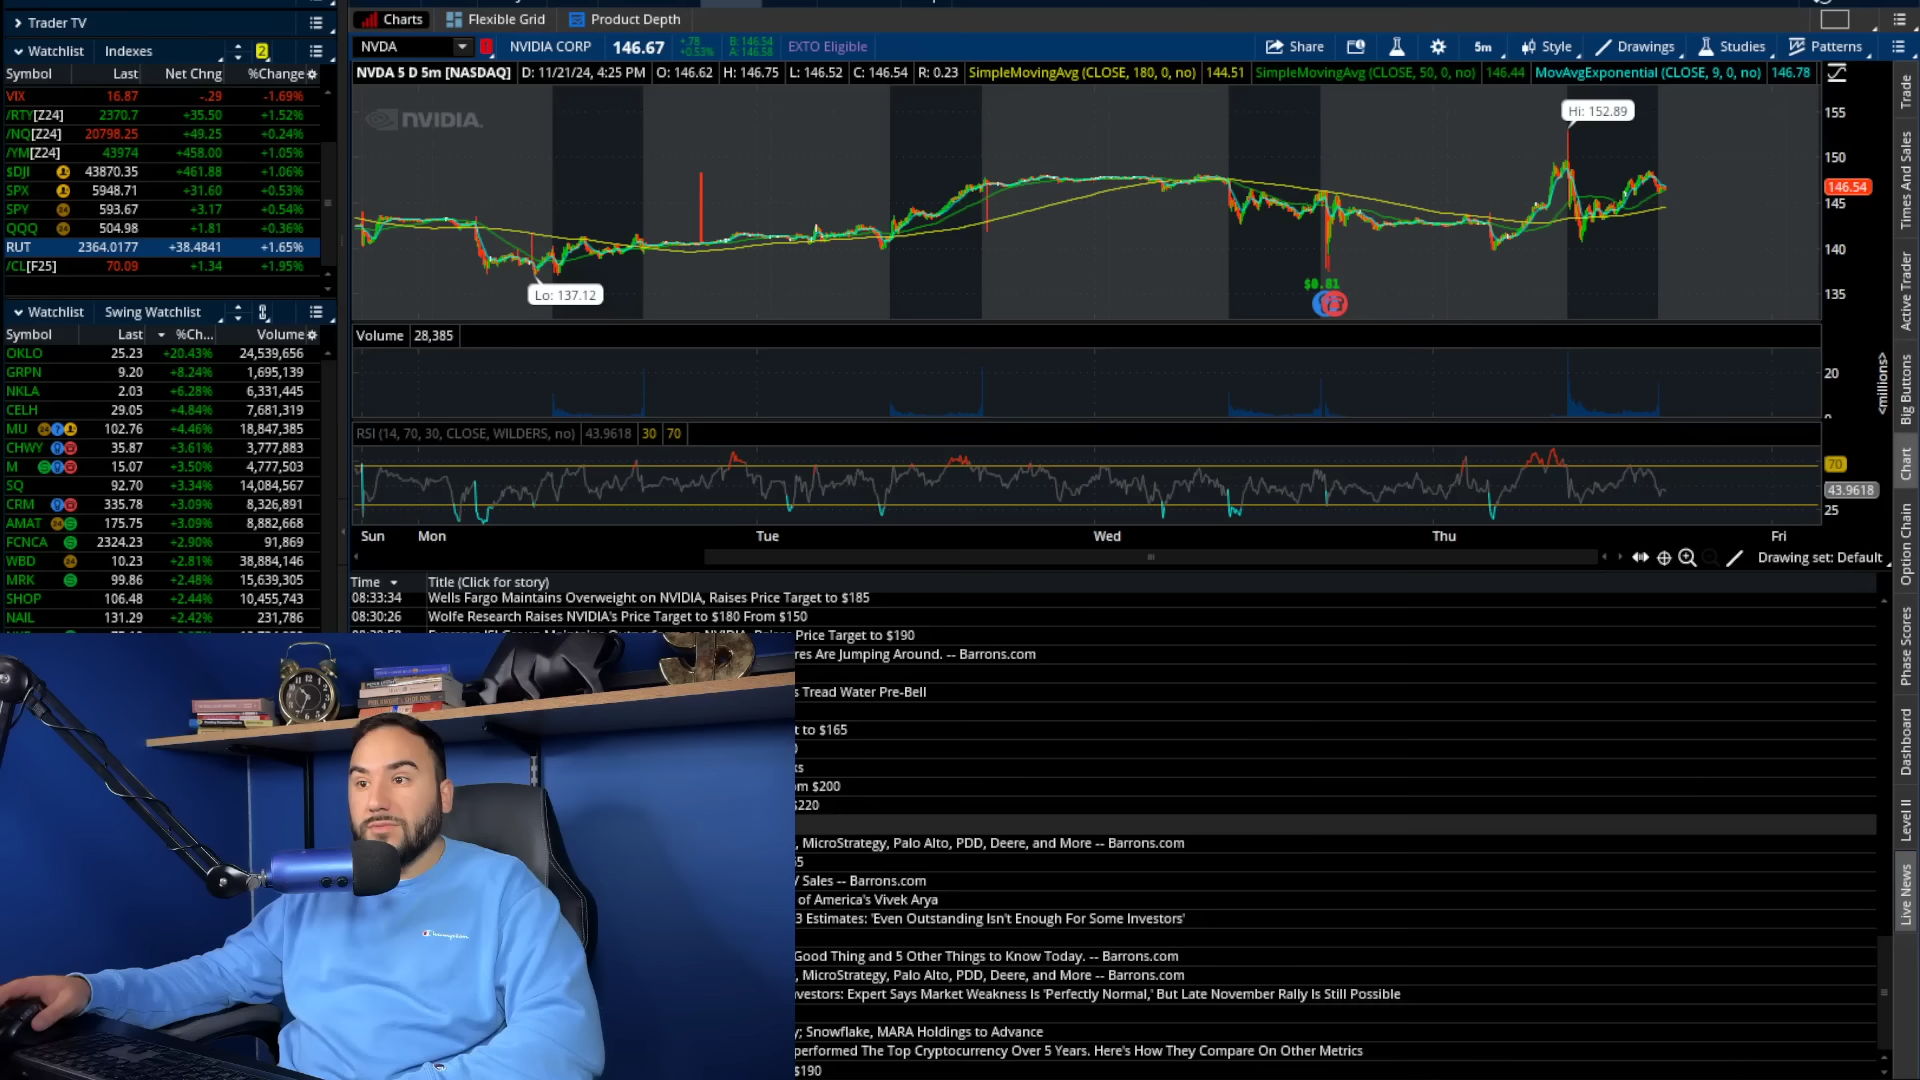 Trader TV
Charts Flexible Grid Product Depth
Watchlist Indexes 2
NVDA NVIDIA CORP 146.67 +.78 +0.53% B: 146.54 A: 146.58 EXTO Eligible Share 5m Style Drawings Studies Patterns
Symbol Last Net Chng %Change
NVDA 5 D 5m [NASDAQ] D: 11/21/24, 4:25 PM O: 146.62 H: 146.75 L: 146.52 C: 146.54 R: 0.23 SimpleMovingAvg (CLOSE, 180, 0, no) 144.51 SimpleMovingAvg (CLOSE, 50, 0, no) 146.44 MovAvgExponential (CLOSE, 9, 0, no) 146.78
VIX 16.87 -.29 -1.69%
/RTY[Z24] 2370.7 +35.50 +1.52%
/NQ[Z24] 20798.25 +49.25 +0.24%
/YM[Z24] 43974 +458.00 +1.05%
$DJI 43870.35 +461.88 +1.06%
SPX 5948.71 +31.60 +0.53%
SPY 593.67 +3.17 +0.54%
QQQ 504.98 +1.81 +0.36%
RUT 2364.0177 +38.4841 +1.65%
/CL[F25] 70.09 +1.34 +1.95%
NVIDIA.
Hi: 152.89
Lo: 137.12
$0.81
155
150
146.54
145
140
135
Watchlist Swing Watchlist
Symbol Last %Ch... Volume
OKLO 25.23 +20.43% 24,539,656
GRPN 9.20 +8.24% 1,695,139
NKLA 2.03 +6.28% 6,331,445
CELH 29.05 +4.84% 7,681,319
MU 102.76 +4.46% 18,847,385
CHWY 35.87 +3.61% 3,777,883
M 15.07 +3.50% 4,777,503
SQ 92.70 +3.34% 14,084,567
CRM 335.78 +3.09% 8,326,891
AMAT 175.75 +3.09% 8,882,668
FCNCA 2324.23 +2.90% 91,869
WBD 10.23 +2.81% 38,884,146
MRK 99.86 +2.48% 15,639,305
SHOP 106.48 +2.44% 10,455,743
NAIL 131.29 +2.42% 231,786
Volume 28,385
20
<millions>
RSI (14, 70, 30, CLOSE, WILDERS, no) 43.9618 30 70
70
43.9618
25
Sun Mon Tue Wed Thu Fri
Drawing set: Default
Time Title (Click for story)
08:33:34 Wells Fargo Maintains Overweight on NVIDIA, Raises Price Target to $185
08:30:26 Wolfe Research Raises NVIDIA's Price Target to $180 From $150
Price Target to $190
res Are Jumping Around. -- Barrons.com
s Tread Water Pre-Bell
t to $165
ks
om $200
$220
, MicroStrategy, Palo Alto, PDD, Deere, and More -- Barrons.com
Sales -- Barrons.com
of America's Vivek Arya
3 Estimates: 'Even Outstanding Isn't Enough For Some Investors'
Good Thing and 5 Other Things to Know Today. -- Barrons.com
, MicroStrategy, Palo Alto, PDD, Deere, and More -- Barrons.com
vestors: Expert Says Market Weakness Is 'Perfectly Normal,' But Late November Rally Is Still Possible
y; Snowflake, MARA Holdings to Advance
performed The Top Cryptocurrency Over 5 Years. Here's How They Compare On Other Metrics
$190
Trade
Times And Sales
Active Trader
Big Buttons
Chart
Option Chain
Phase Scores
Dashboard
Level II
Live News
Champion